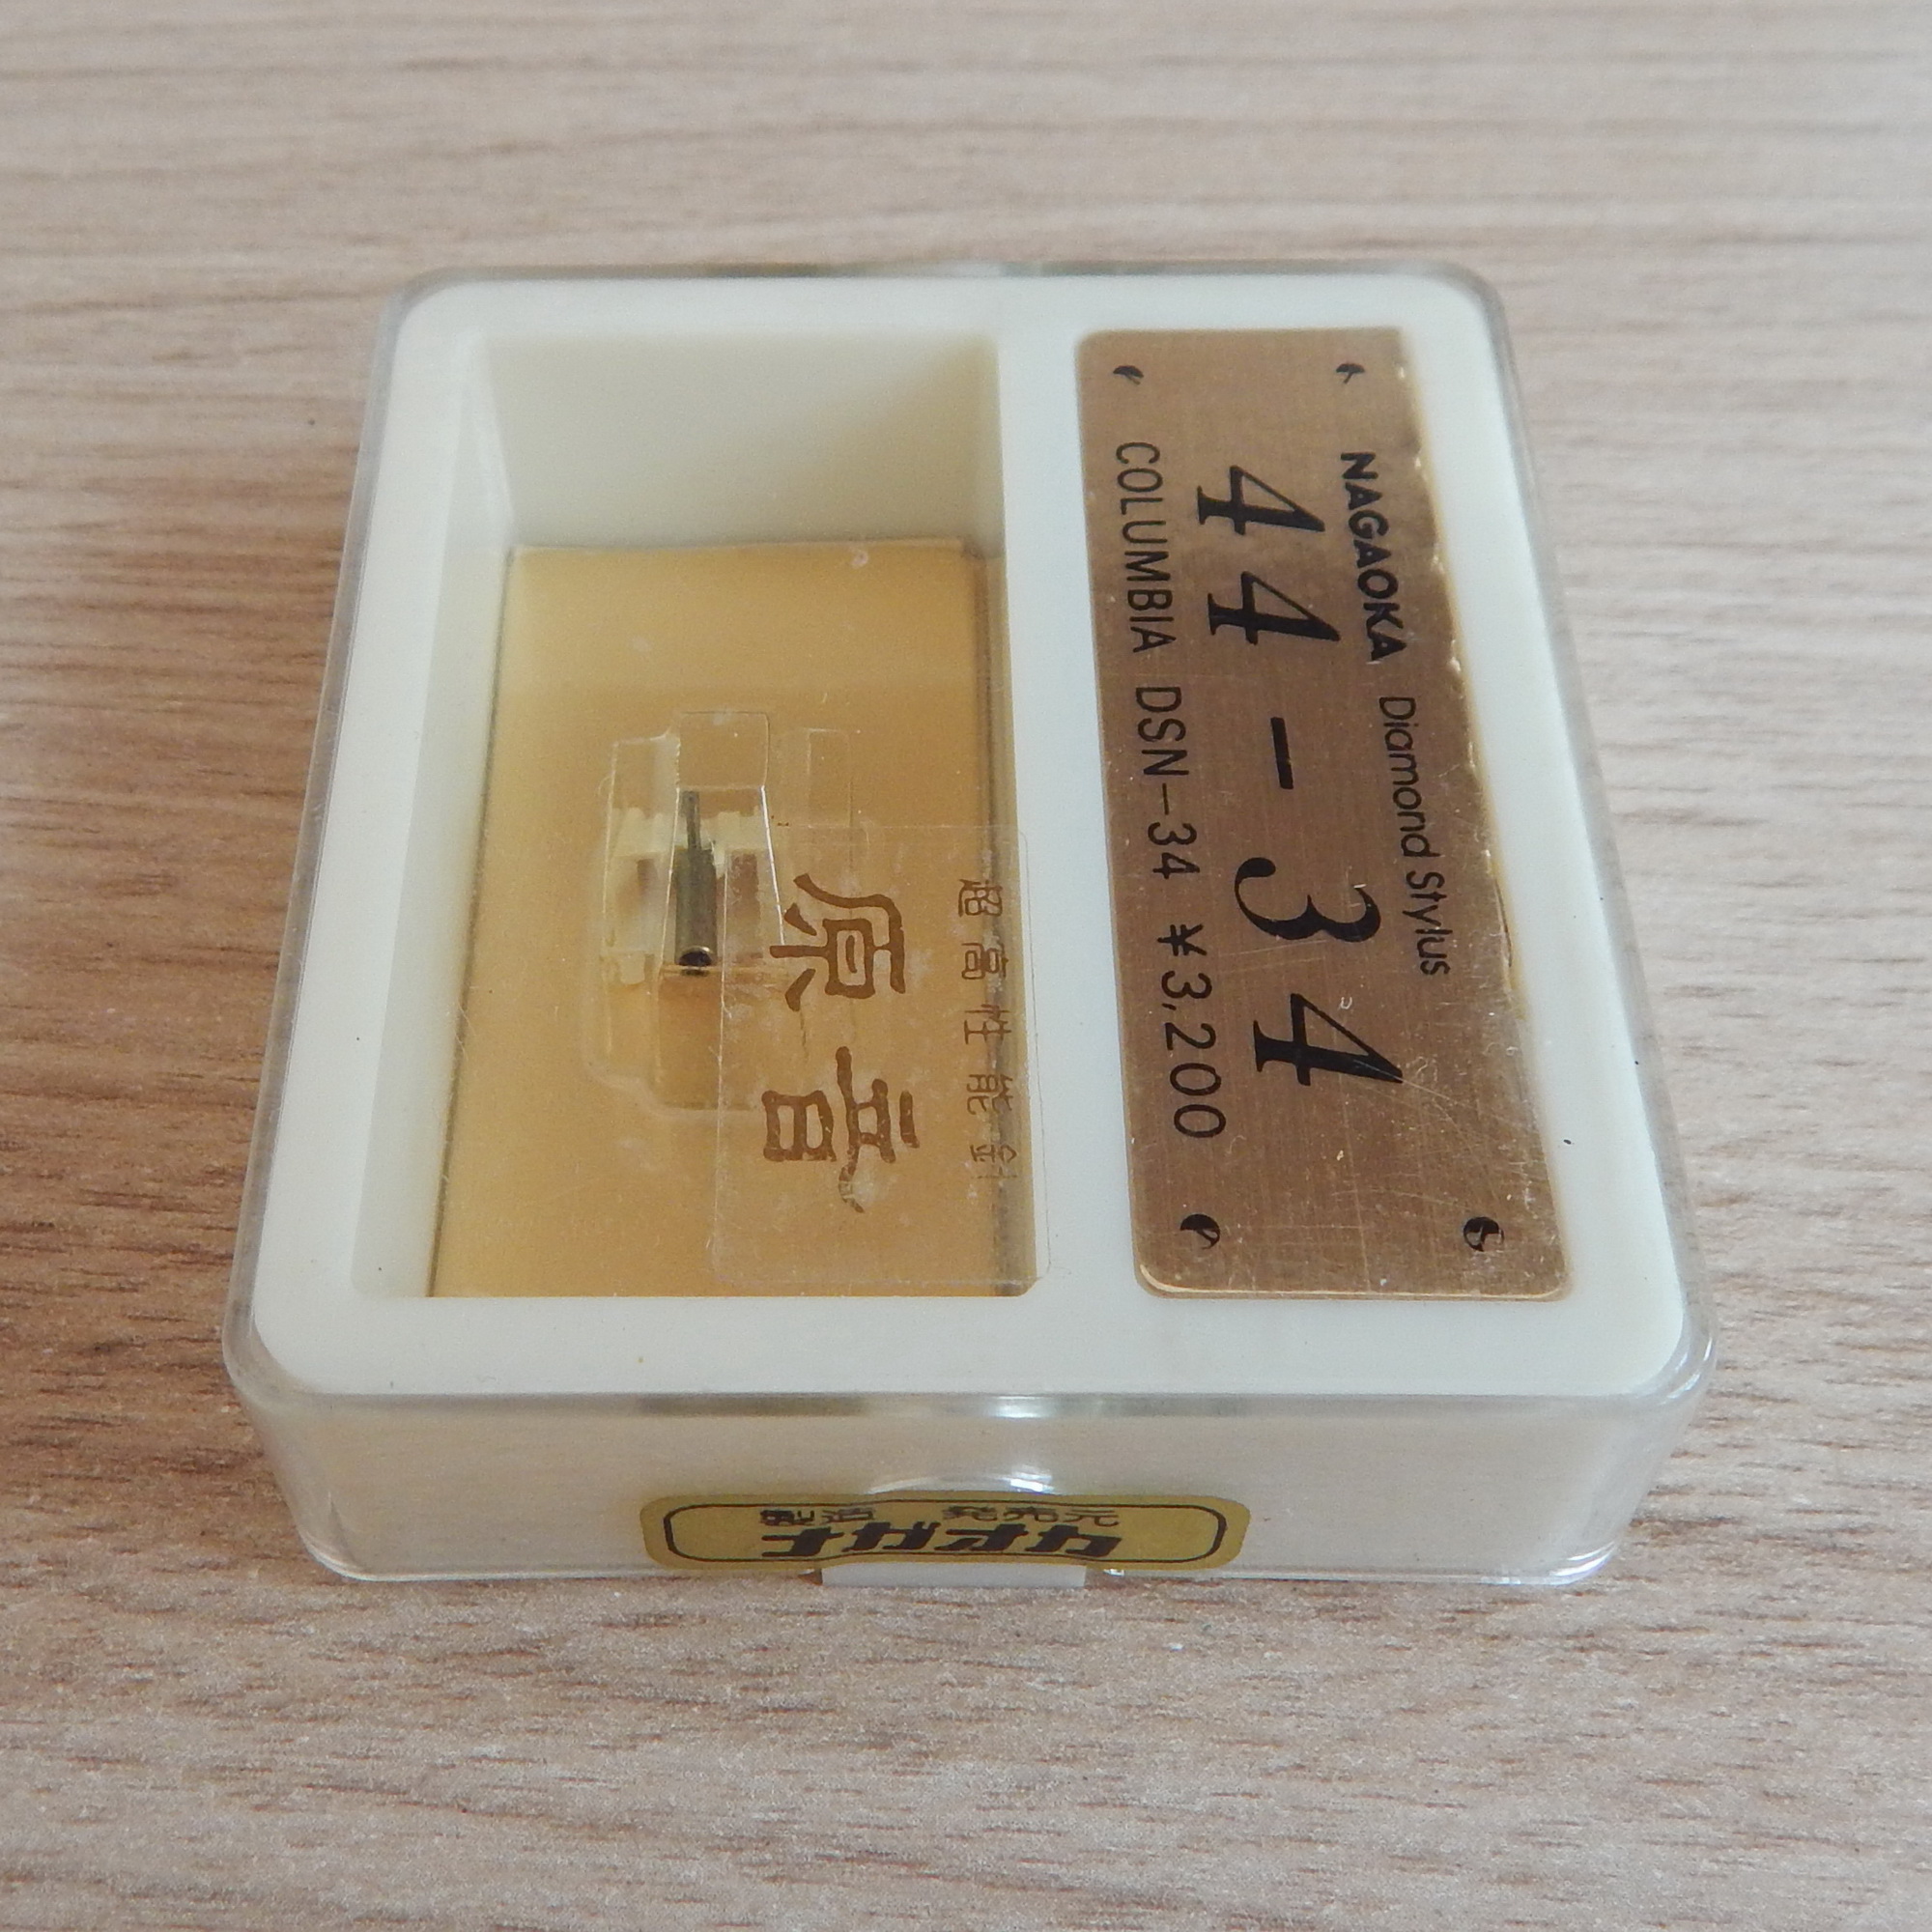 NAGAOKA Diamond Stylus
44-34
COLUMBIA DSN-34 ¥3,200
超高性能針
原音
製造 発売元
ナガオカ